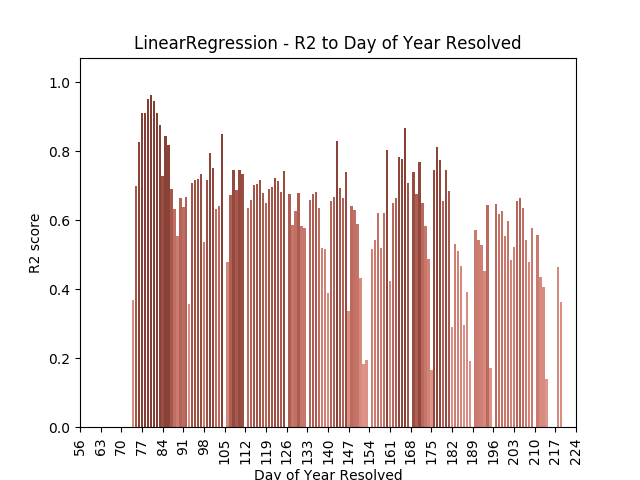 LinearRegression - R2 to Day of Year Resolved
1.0
0.8
0.6
0.4
0.2
0.0
R2 score
56 63 70 77 84 91 98 105 112 119 126 133 140 147 154 161 168 175 182 189 196 203 210 217 224
Day of Year Resolved